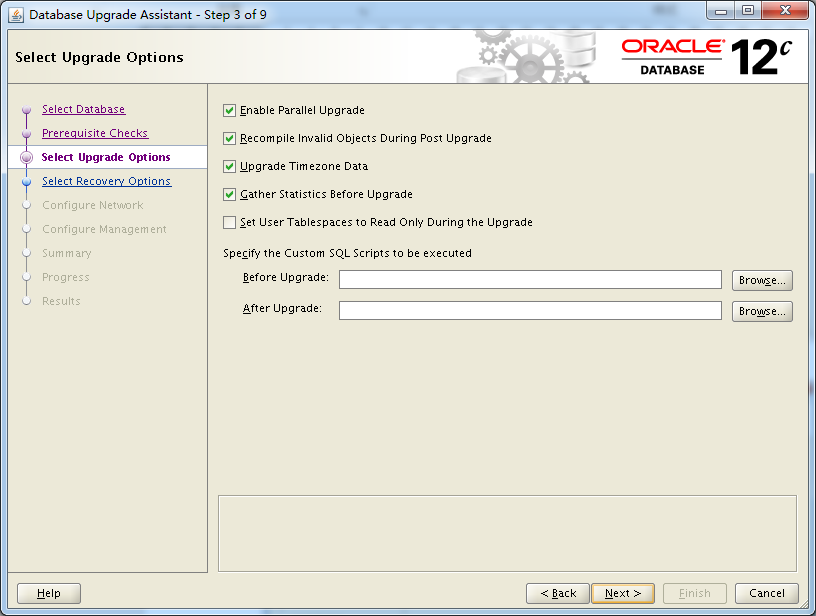 Database Upgrade Assistant - Step 3 of 9
Select Upgrade Options
ORACLE®
DATABASE
12c
Select Database
Prerequisite Checks
Select Upgrade Options
Select Recovery Options
Configure Network
Configure Management
Summary
Progress
Results
Enable Parallel Upgrade
Recompile Invalid Objects During Post Upgrade
Upgrade Timezone Data
Gather Statistics Before Upgrade
Set User Tablespaces to Read Only During the Upgrade
Specify the Custom SQL Scripts to be executed
Before Upgrade: Browse...
After Upgrade: Browse...
Help < Back Next > Finish Cancel